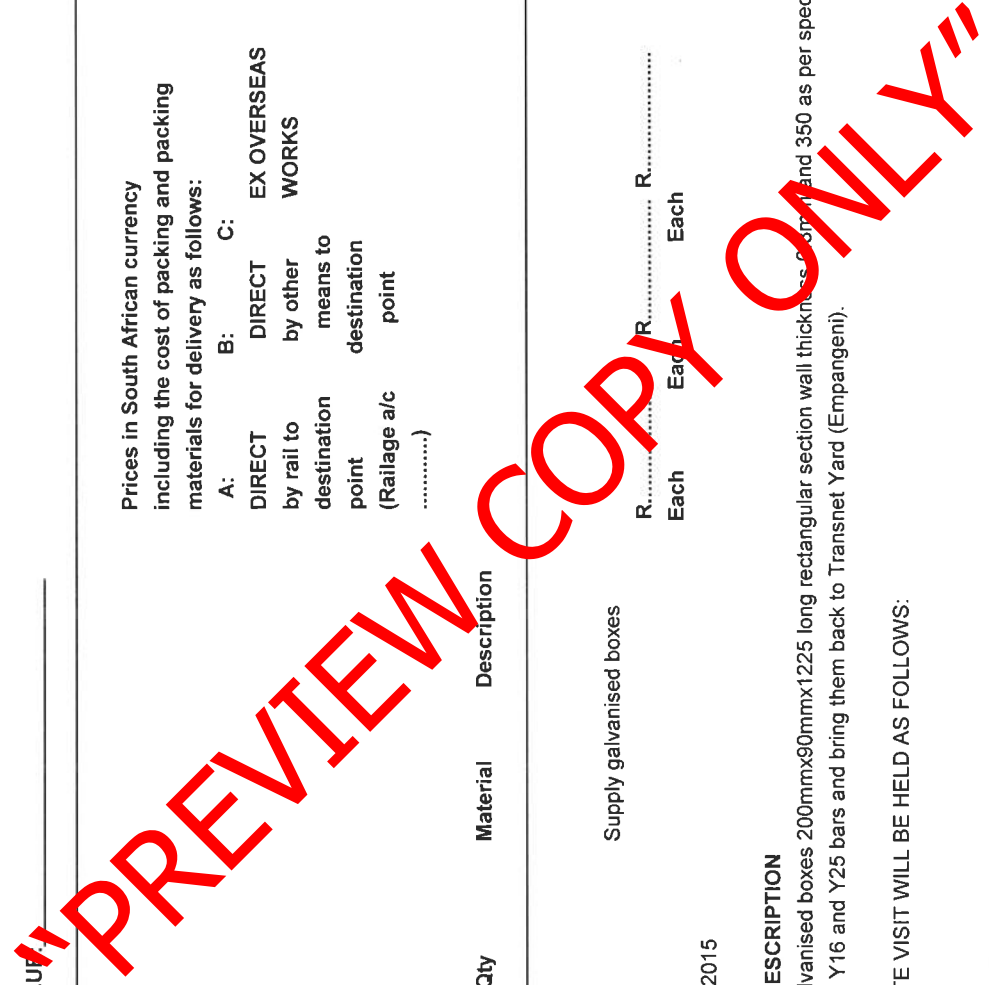 Prices in South African currency
including the cost of packing and packing
materials for delivery as follows:
A: B: C:
DIRECT DIRECT EX OVERSEAS
by rail to by other WORKS
destination means to
point destination
(Railage a/c point
............)
Qty Material Description
Supply galvanised boxes
R........................ R........................ R........................
Each Each Each
2015
ESCRIPTION
lvanised boxes 200mmx90mmx1225 long rectangular section wall thickness and 350 as per spec
Y16 and Y25 bars and bring them back to Transnet Yard (Empangeni).
TE VISIT WILL BE HELD AS FOLLOWS:
"PREVIEW COPY ONLY"